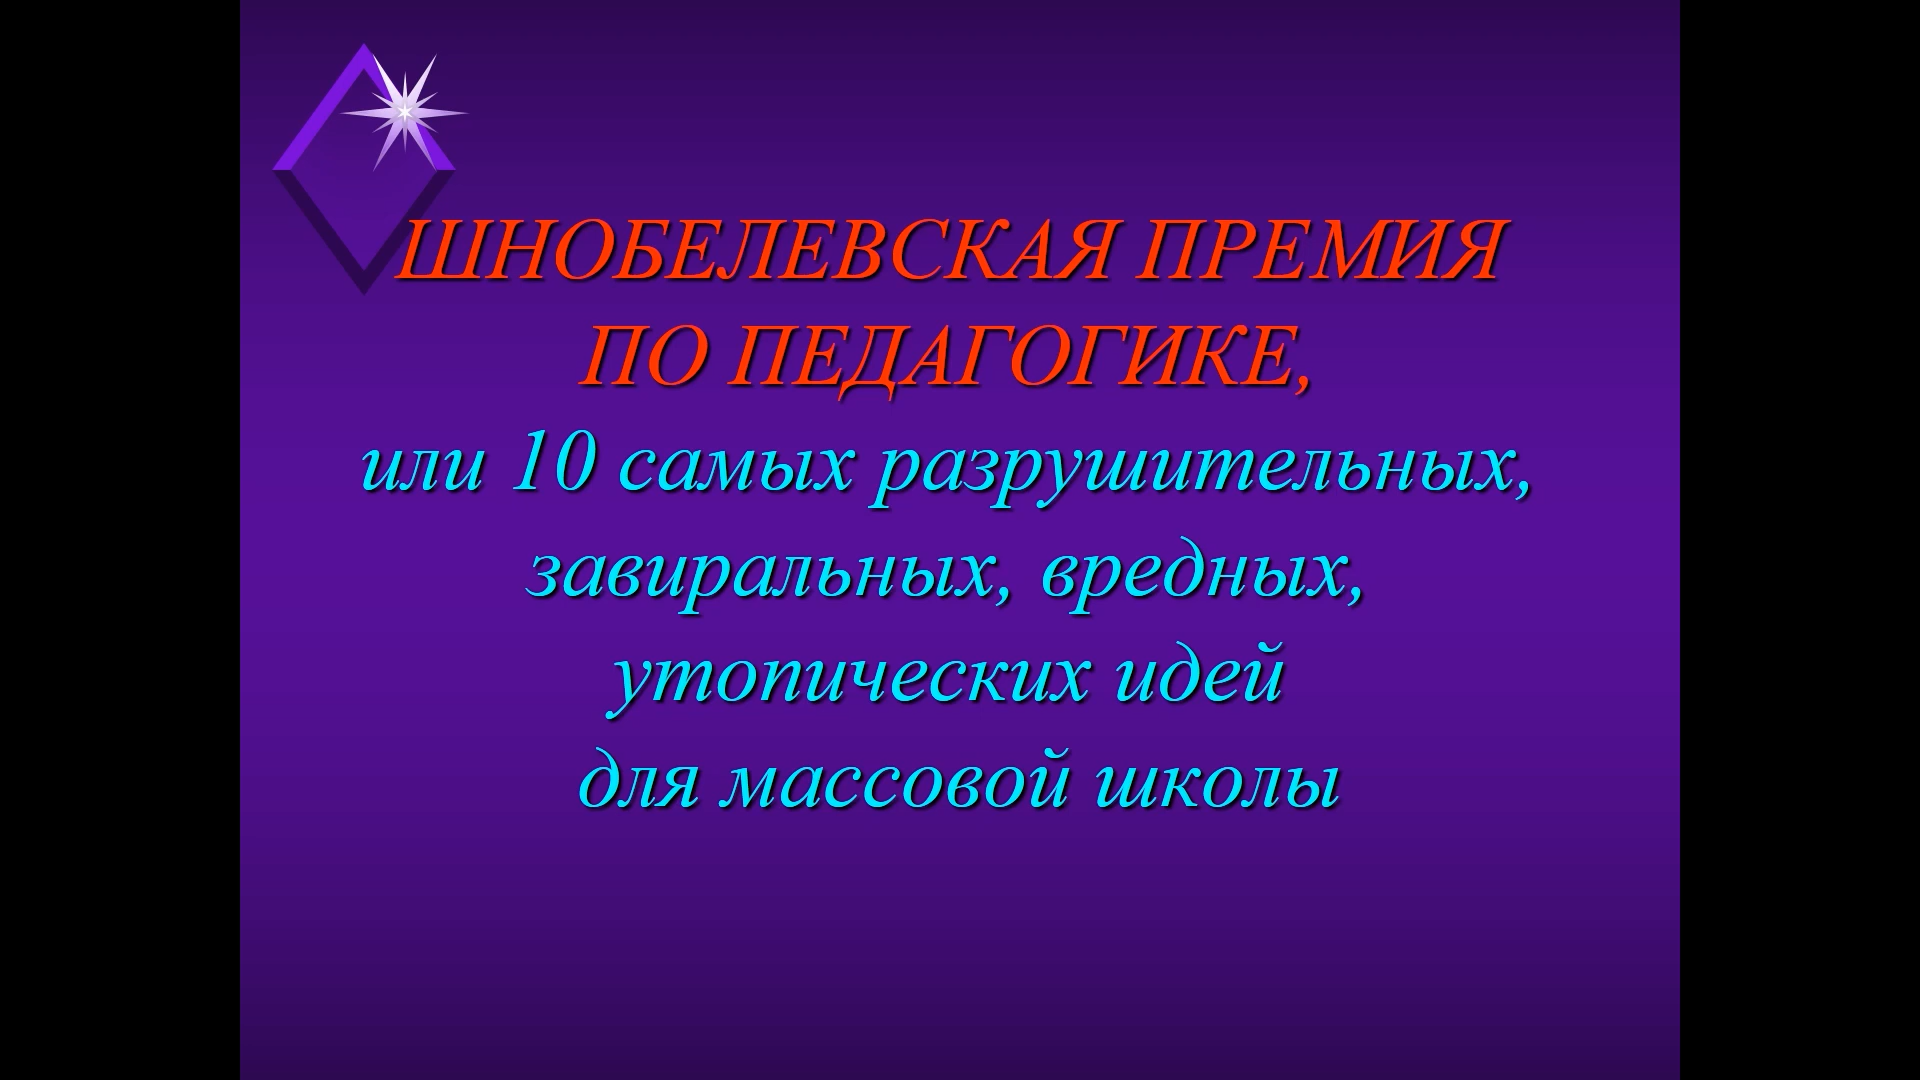 ШНОБЕЛЕВСКАЯ ПРЕМИЯ
ПО ПЕДАГОГИКЕ,
или 10 самых разрушительных,
завиральных, вредных,
утопических идей
для массовой школы